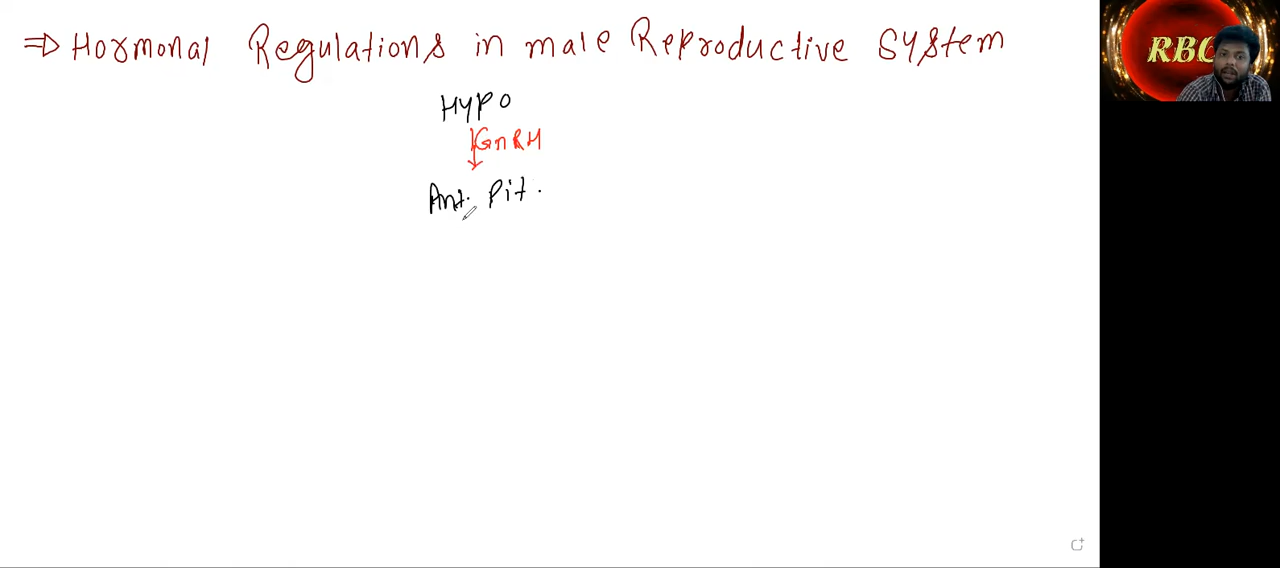 ⇒ Hormonal Regulations in male Reproductive System
RBC
Hypo
GnRH
Ant. Pit.